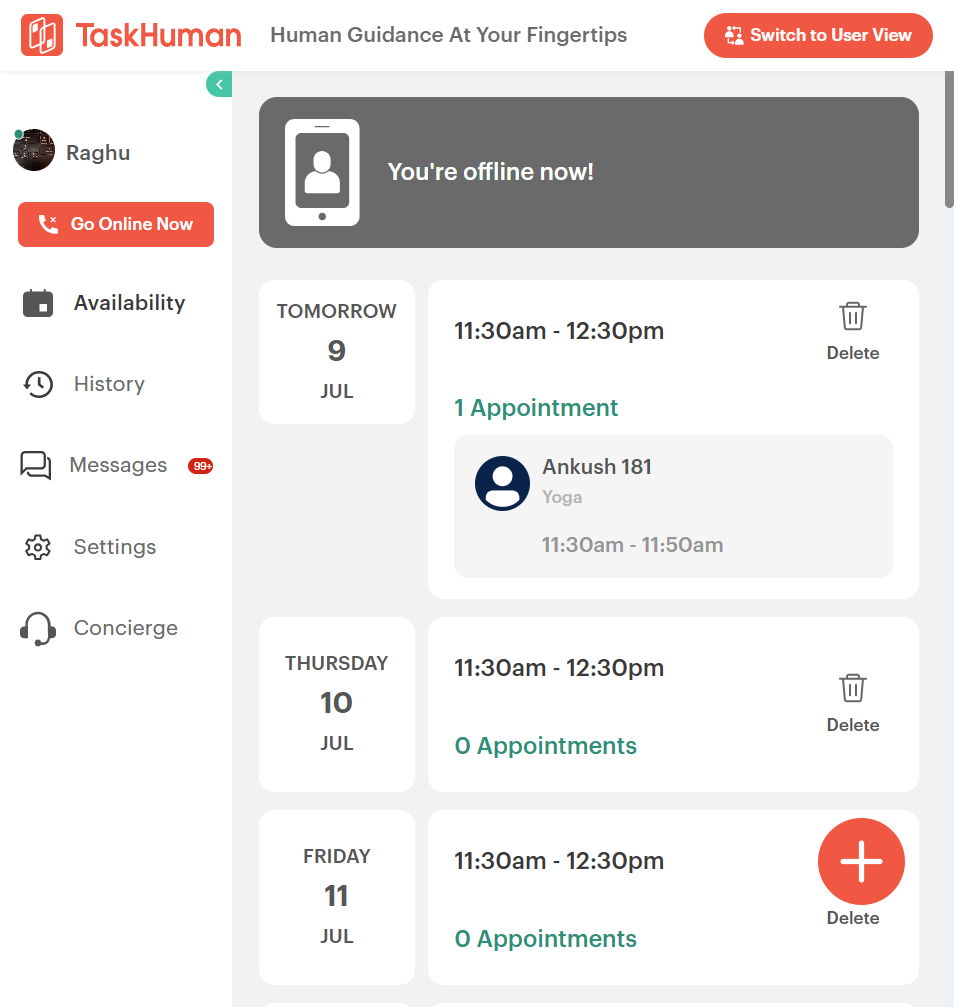 TaskHuman
Human Guidance At Your Fingertips
Switch to User View
Raghu
Go Online Now
Availability
History
Messages
99+
Settings
Concierge
You're offline now!
TOMORROW
9
JUL
11:30am - 12:30pm
Delete
1 Appointment
Ankush 181
Yoga
11:30am - 11:50am
THURSDAY
10
JUL
11:30am - 12:30pm
Delete
0 Appointments
FRIDAY
11
JUL
11:30am - 12:30pm
Delete
0 Appointments